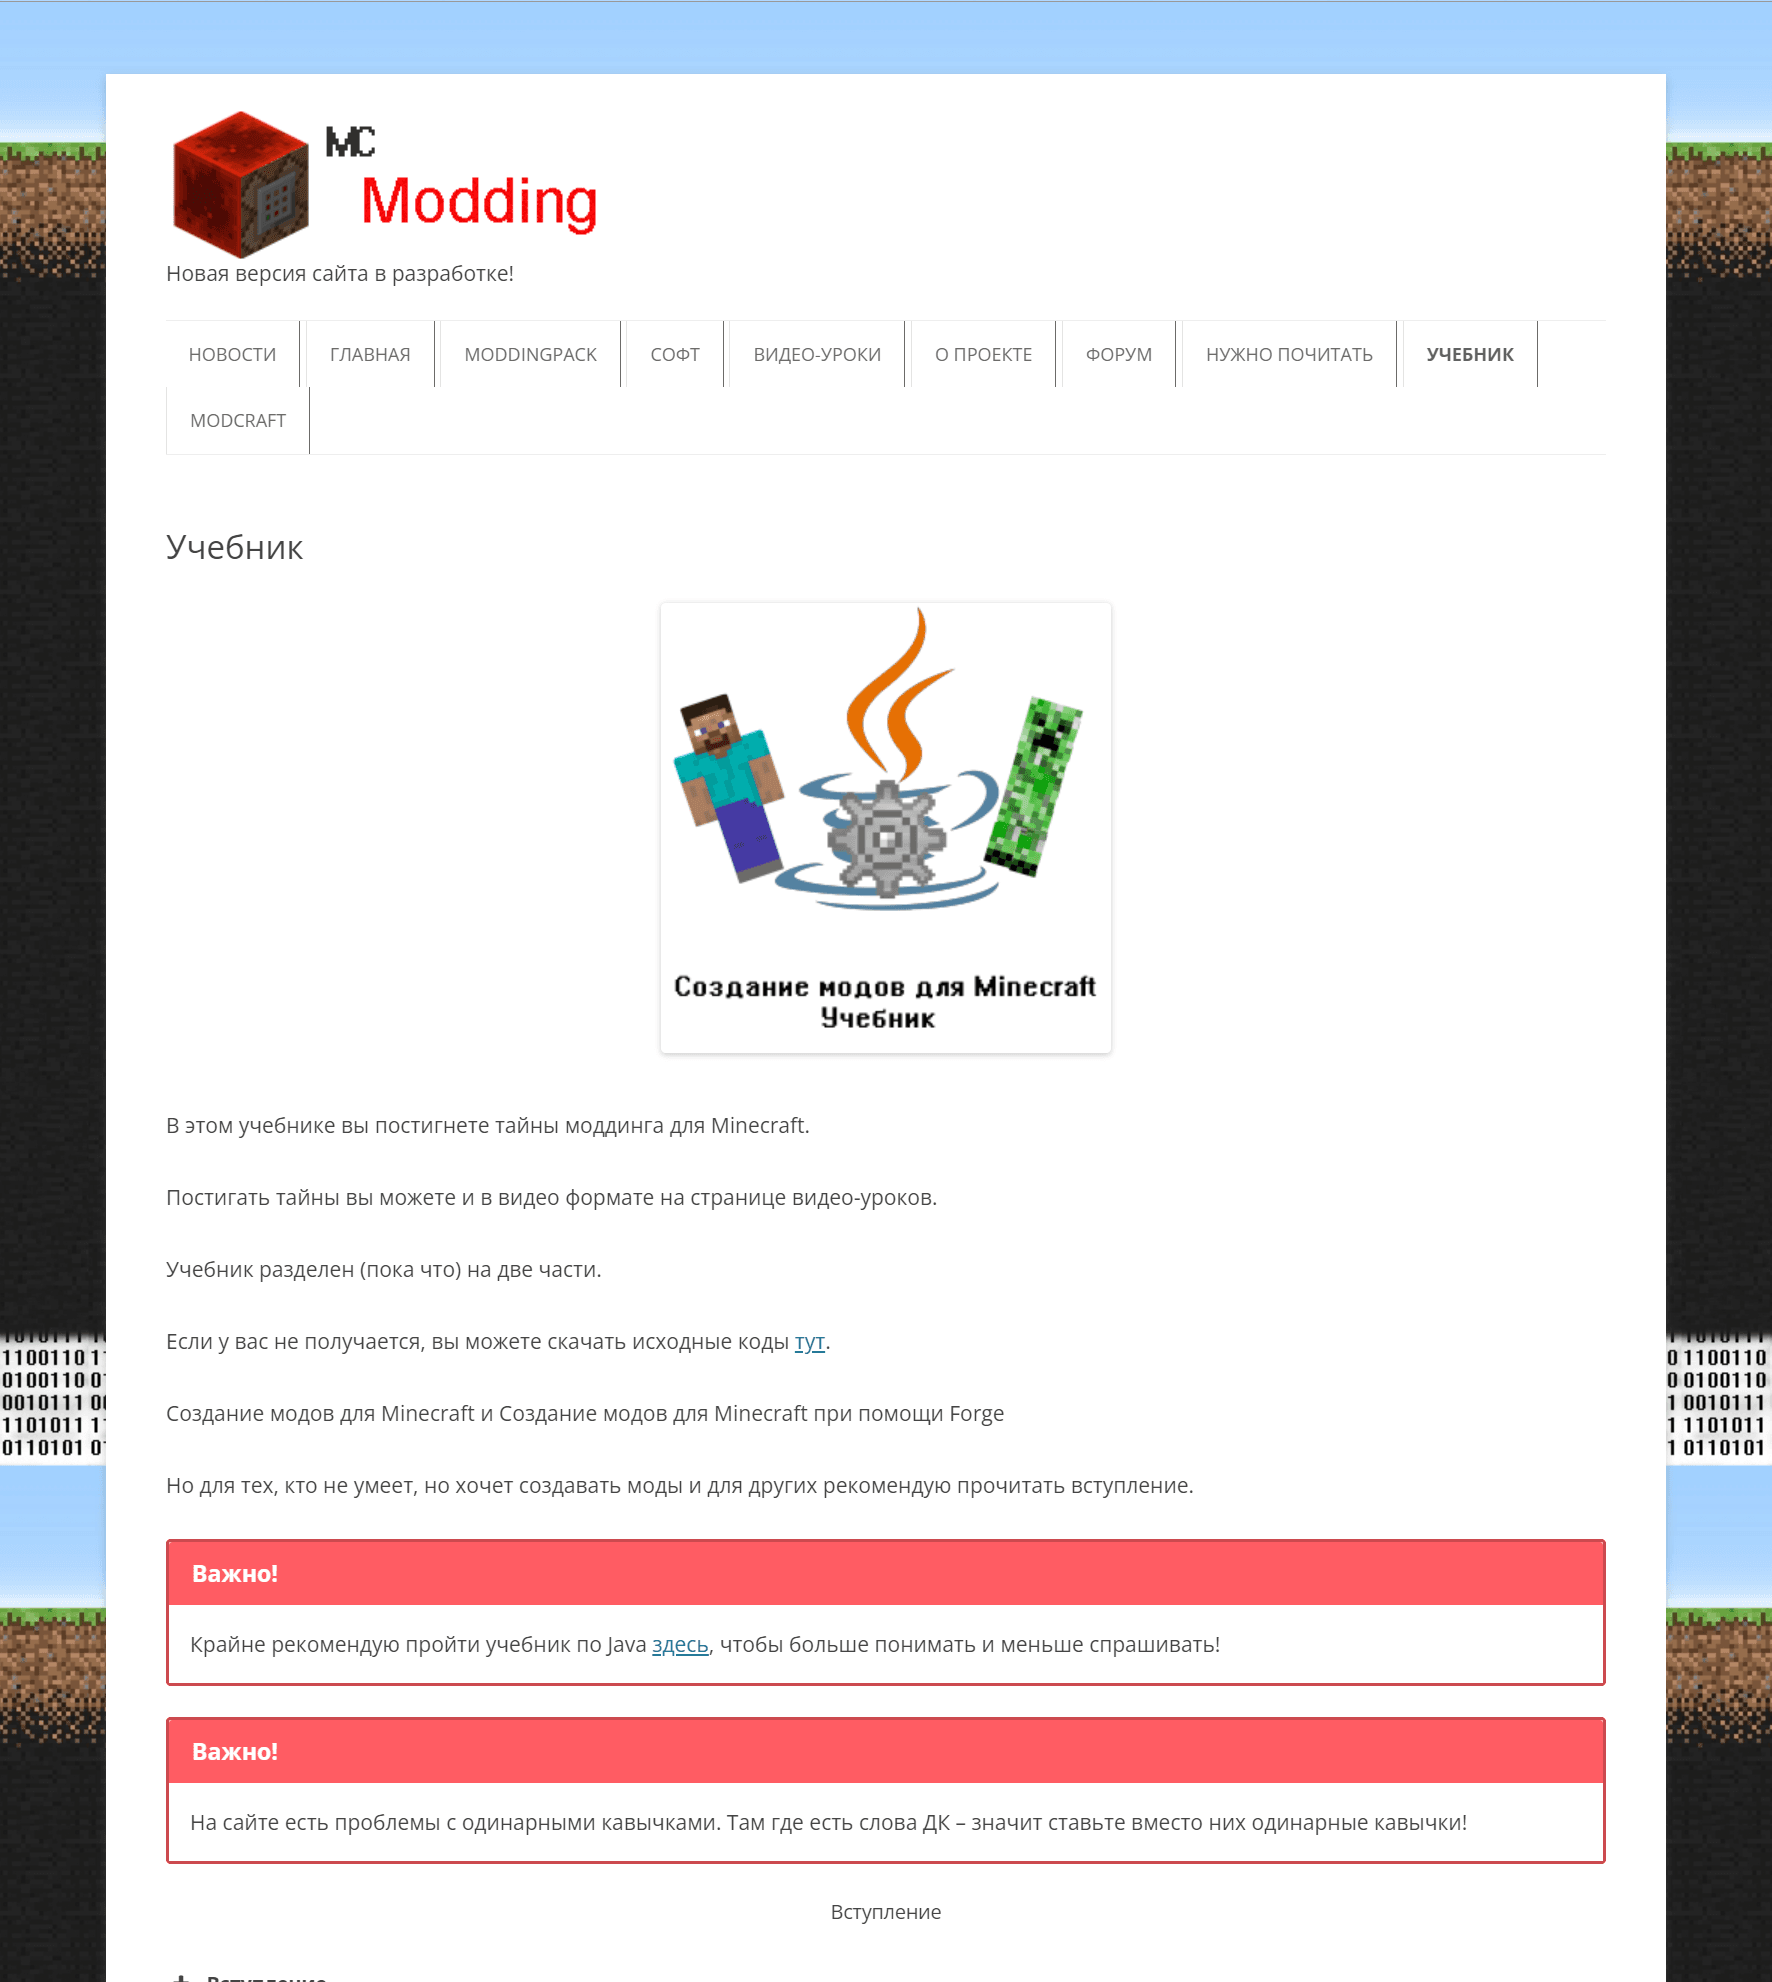 MC
Modding
Новая версия сайта в разработке!
НОВОСТИ ГЛАВНАЯ MODDINGPACK СОФТ ВИДЕО-УРОКИ О ПРОЕКТЕ ФОРУМ НУЖНО ПОЧИТАТЬ УЧЕБНИК
MODCRAFT
Учебник
Создание модов для Minecraft
Учебник
В этом учебнике вы постигнете тайны моддинга для Minecraft.
Постигать тайны вы можете и в видео формате на странице видео-уроков.
Учебник разделен (пока что) на две части.
Если у вас не получается, вы можете скачать исходные коды тут.
1100110 1 0 1100110
0100110 0 0 0100110
Создание модов для Minecraft и Создание модов для Minecraft при помощи Forge
0010111 0 1 0010111
1101011 1 1 1101011
0110101 0 1 0110101
Но для тех, кто не умеет, но хочет создавать моды и для других рекомендую прочитать вступление.
Важно!
Крайне рекомендую пройти учебник по Java здесь, чтобы больше понимать и меньше спрашивать!
Важно!
На сайте есть проблемы с одинарными кавычками. Там где есть слова ДК – значит ставьте вместо них одинарные кавычки!
Вступление
Вступление